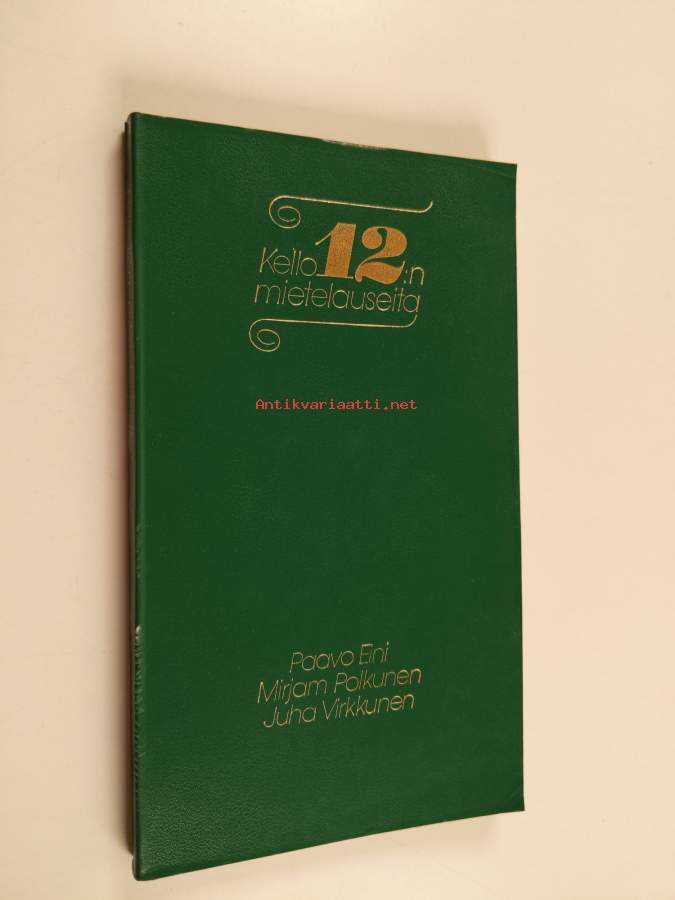 Kello 12:n
mietelauseita
Antikvariaatti.net
Paavo Eini
Mirjam Polkunen
Juha Virkkunen